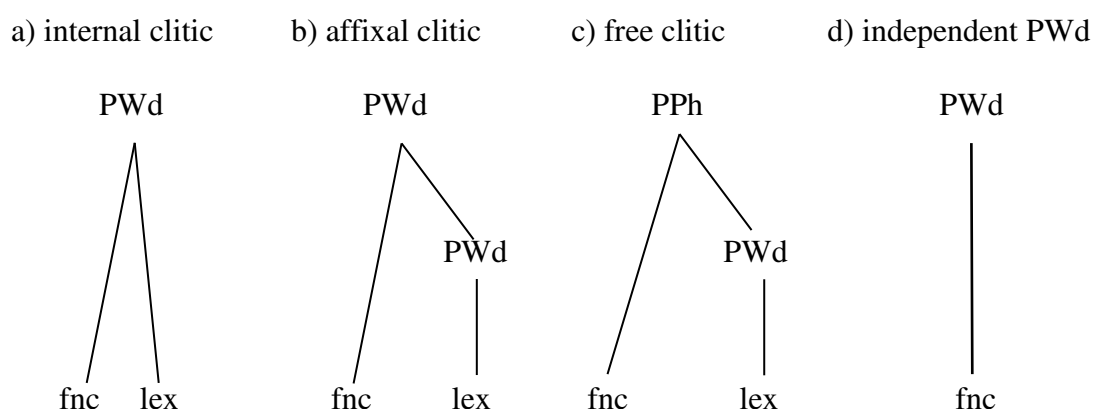 a) internal clitic b) affixal clitic c) free clitic d) independent PWd
PWd PWd PPh PWd
PWd PWd
fnc lex fnc lex fnc lex fnc